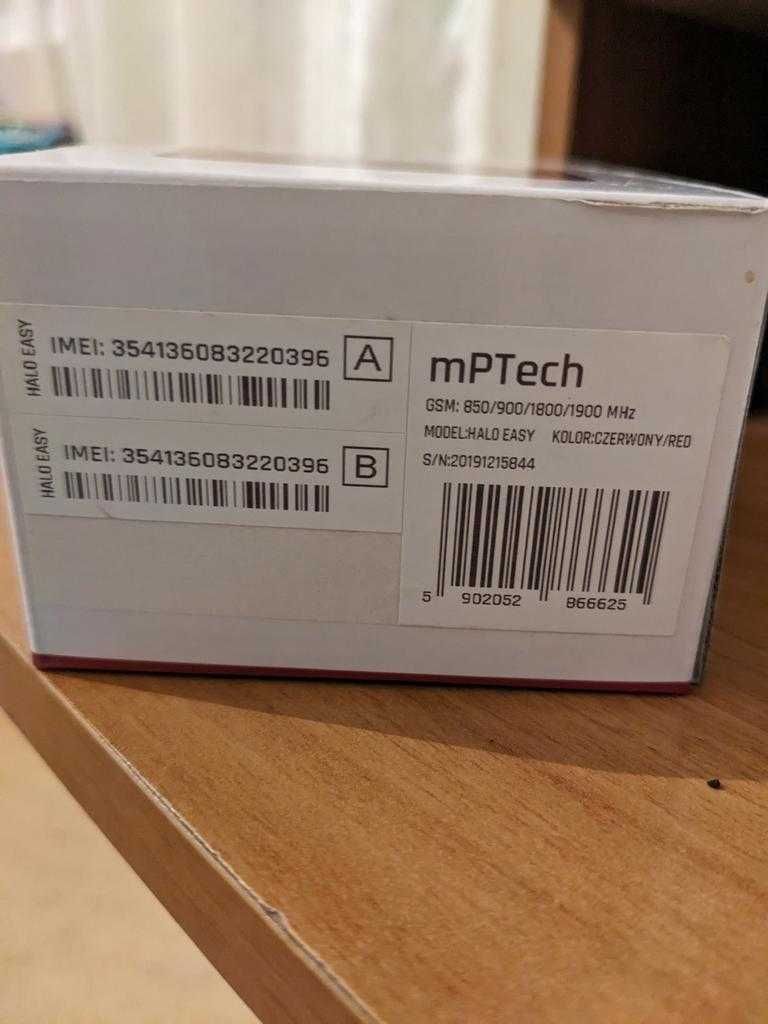 HALO EASY
IMEI: 354136083220396 A
HALO EASY
IMEI: 354136083220396 B
mPTech
GSM: 850/900/1800/1900 MHz
MODEL:HALO EASY KOLOR:CZERWONY/RED
S/N:20191215844
5 902052 866625